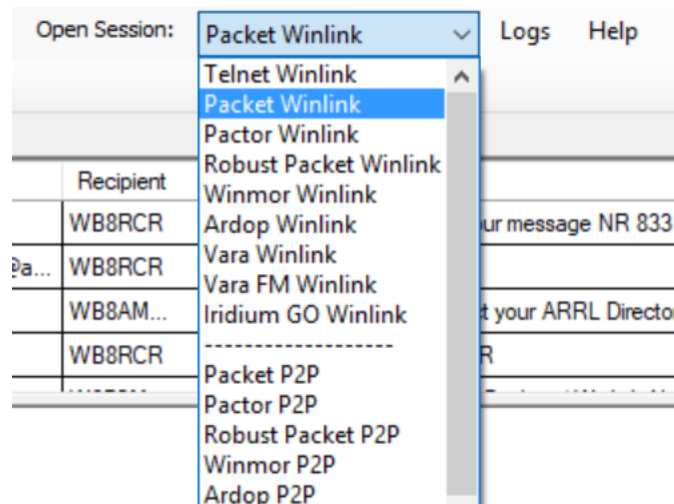 Open Session: Packet Winlink Logs Help
Telnet Winlink
Packet Winlink
Pactor Winlink
Robust Packet Winlink
Winmor Winlink
Ardop Winlink
Vara Winlink
Vara FM Winlink
Iridium GO Winlink
-------------------
Packet P2P
Pactor P2P
Robust Packet P2P
Winmor P2P
Ardop P2P
Recipient
WB8RCR ur message NR 833
@a... WB8RCR
WB8AM... t your ARRL Director
WB8RCR R